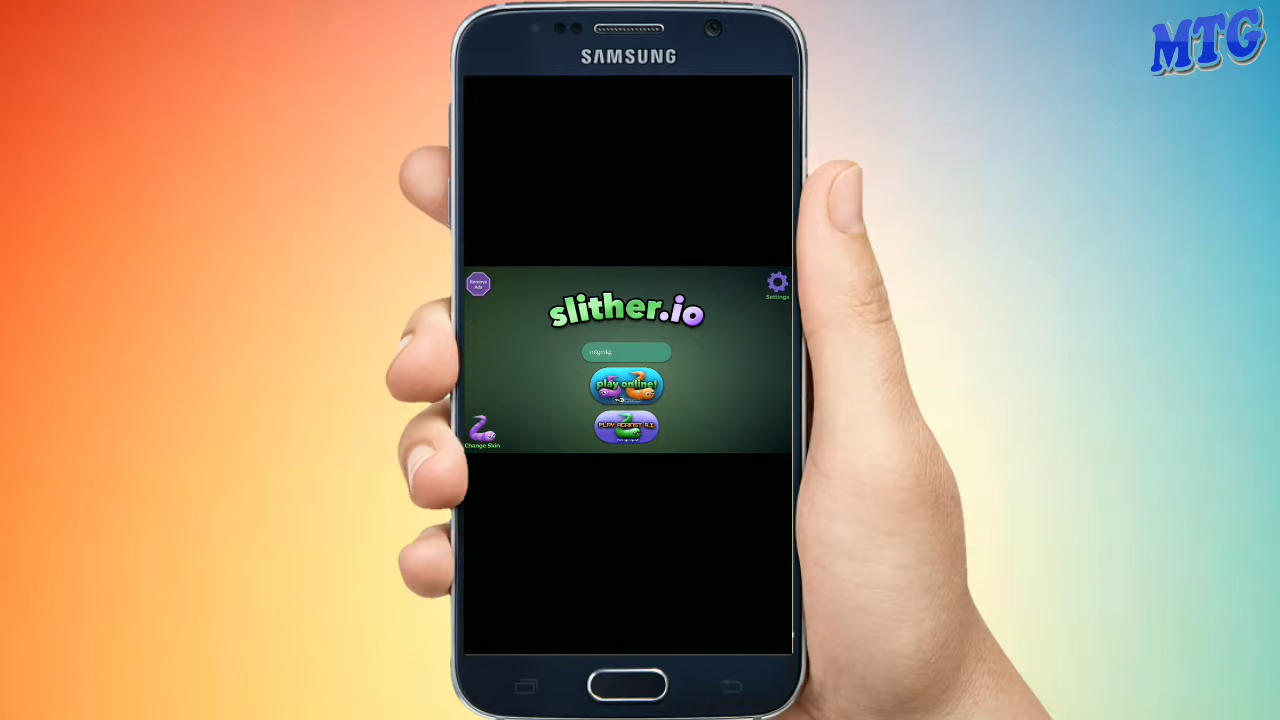 MTG
SAMSUNG
Remove
Ads
Settings
slither.io
play online!
PLAY AGAINST A.I.
Change Skin